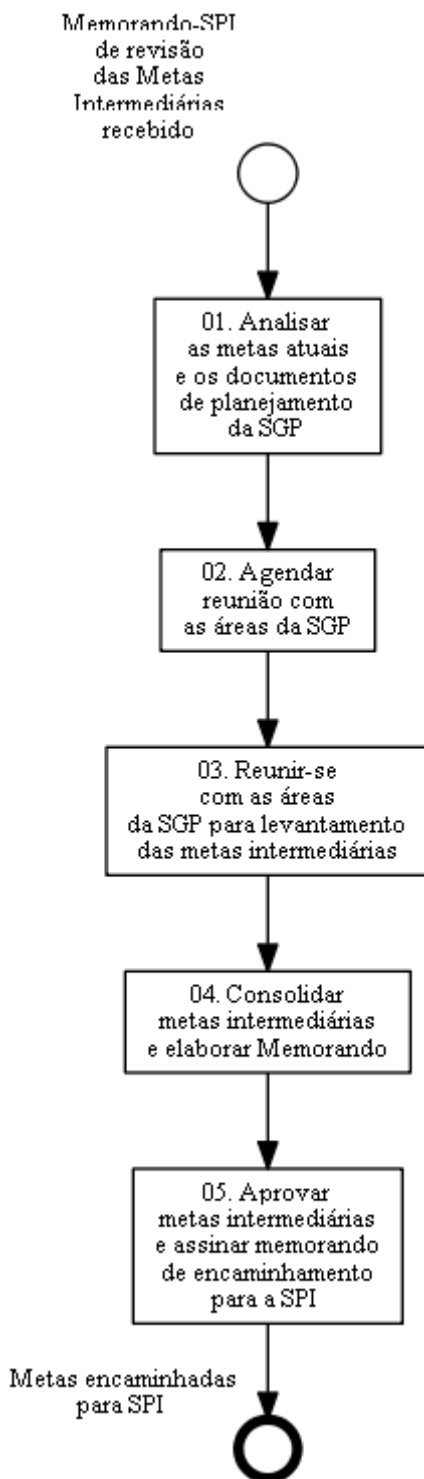 Memorando-SPI
de revisão
das Metas
Intermediárias
recebido
01. Analisar
as metas atuais
e os documentos
de planejamento
da SGP
02. Agendar
reunião com
as áreas da SGP
03. Reunir-se
com as áreas
da SGP para levantamento
das metas intermediárias
04. Consolidar
metas intermediárias
e elaborar Memorando
05. Aprovar
metas intermediárias
e assinar memorando
de encaminhamento
para a SPI
Metas encaminhadas
para SPI